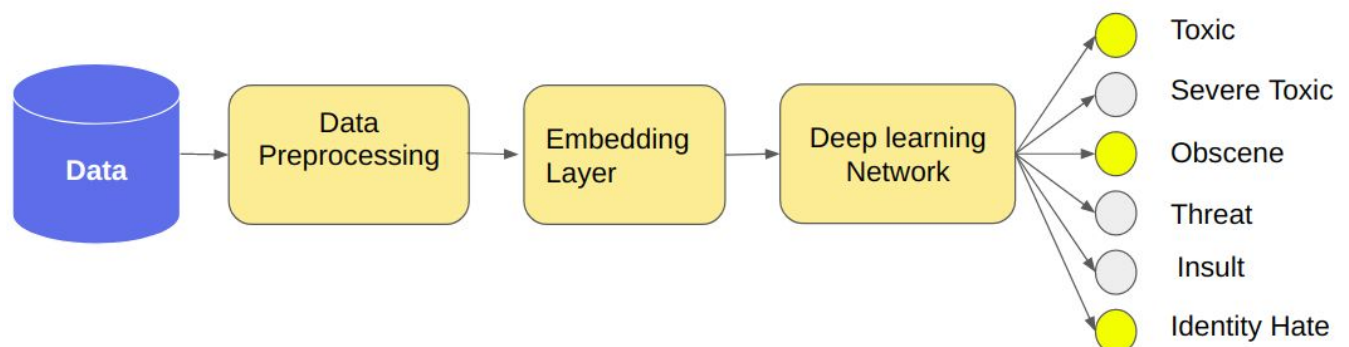 Data
Data
Preprocessing
Embedding
Layer
Deep learning
Network
Toxic
Severe Toxic
Obscene
Threat
Insult
Identity Hate